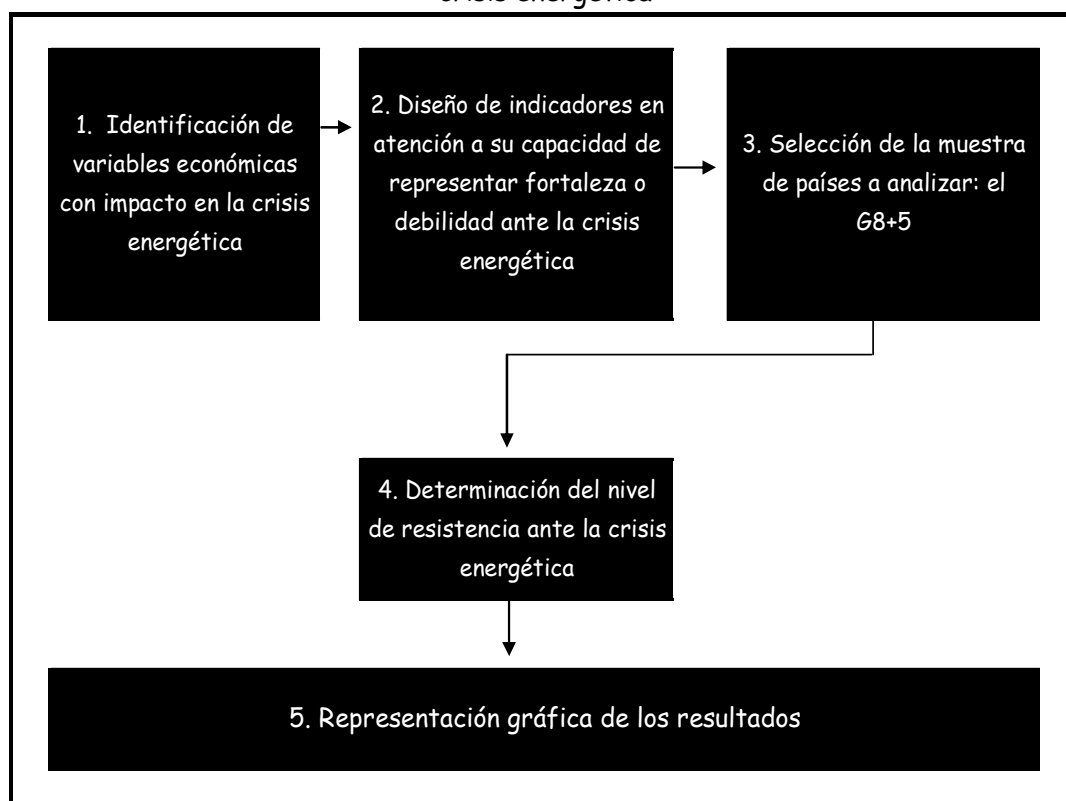 crisis energética
1. Identificación de
variables económicas
con impacto en la crisis
energética
2. Diseño de indicadores en
atención a su capacidad de
representar fortaleza o
debilidad ante la crisis
energética
3. Selección de la muestra
de países a analizar: el
G8+5
4. Determinación del nivel
de resistencia ante la crisis
energética
5. Representación gráfica de los resultados